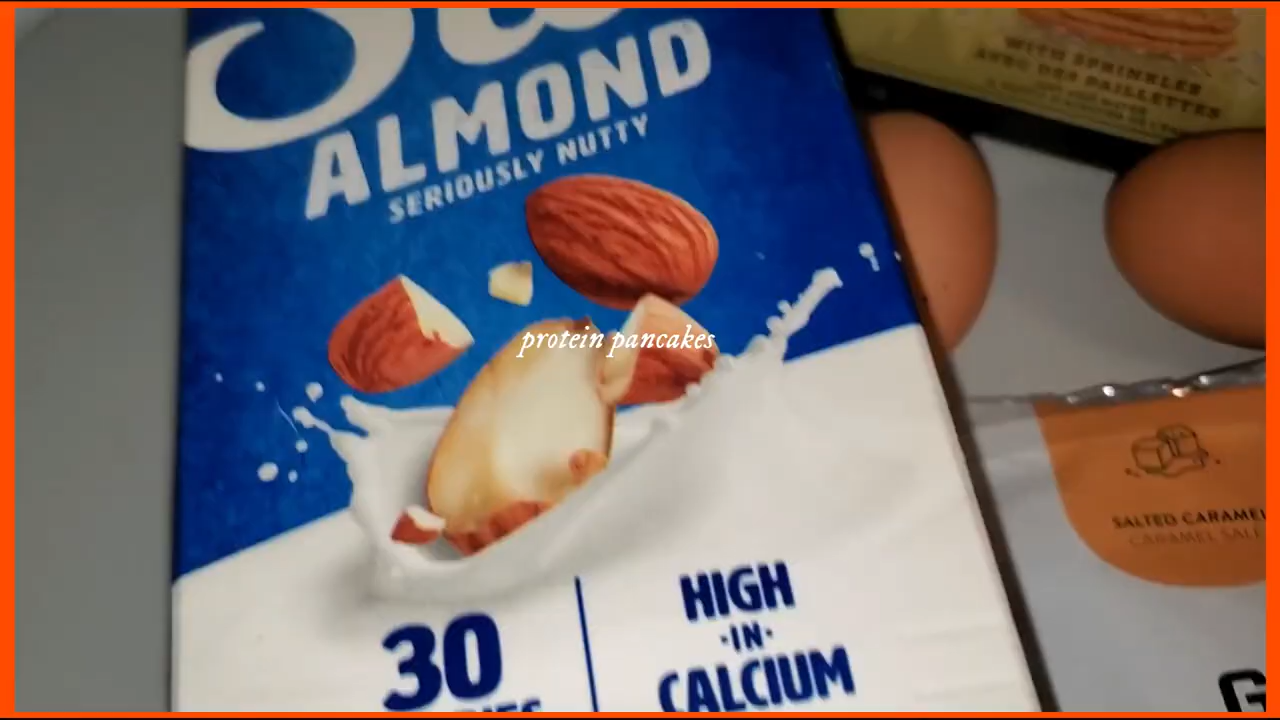 ALMOND
SERIOUSLY NUTTY
protein pancakes
30
HIGH
·IN·
CALCIUM
WITH SPRINKLES
AVEC DES PAILLETTES
SALTED CARAMEL
CARAMEL SALÉ
G